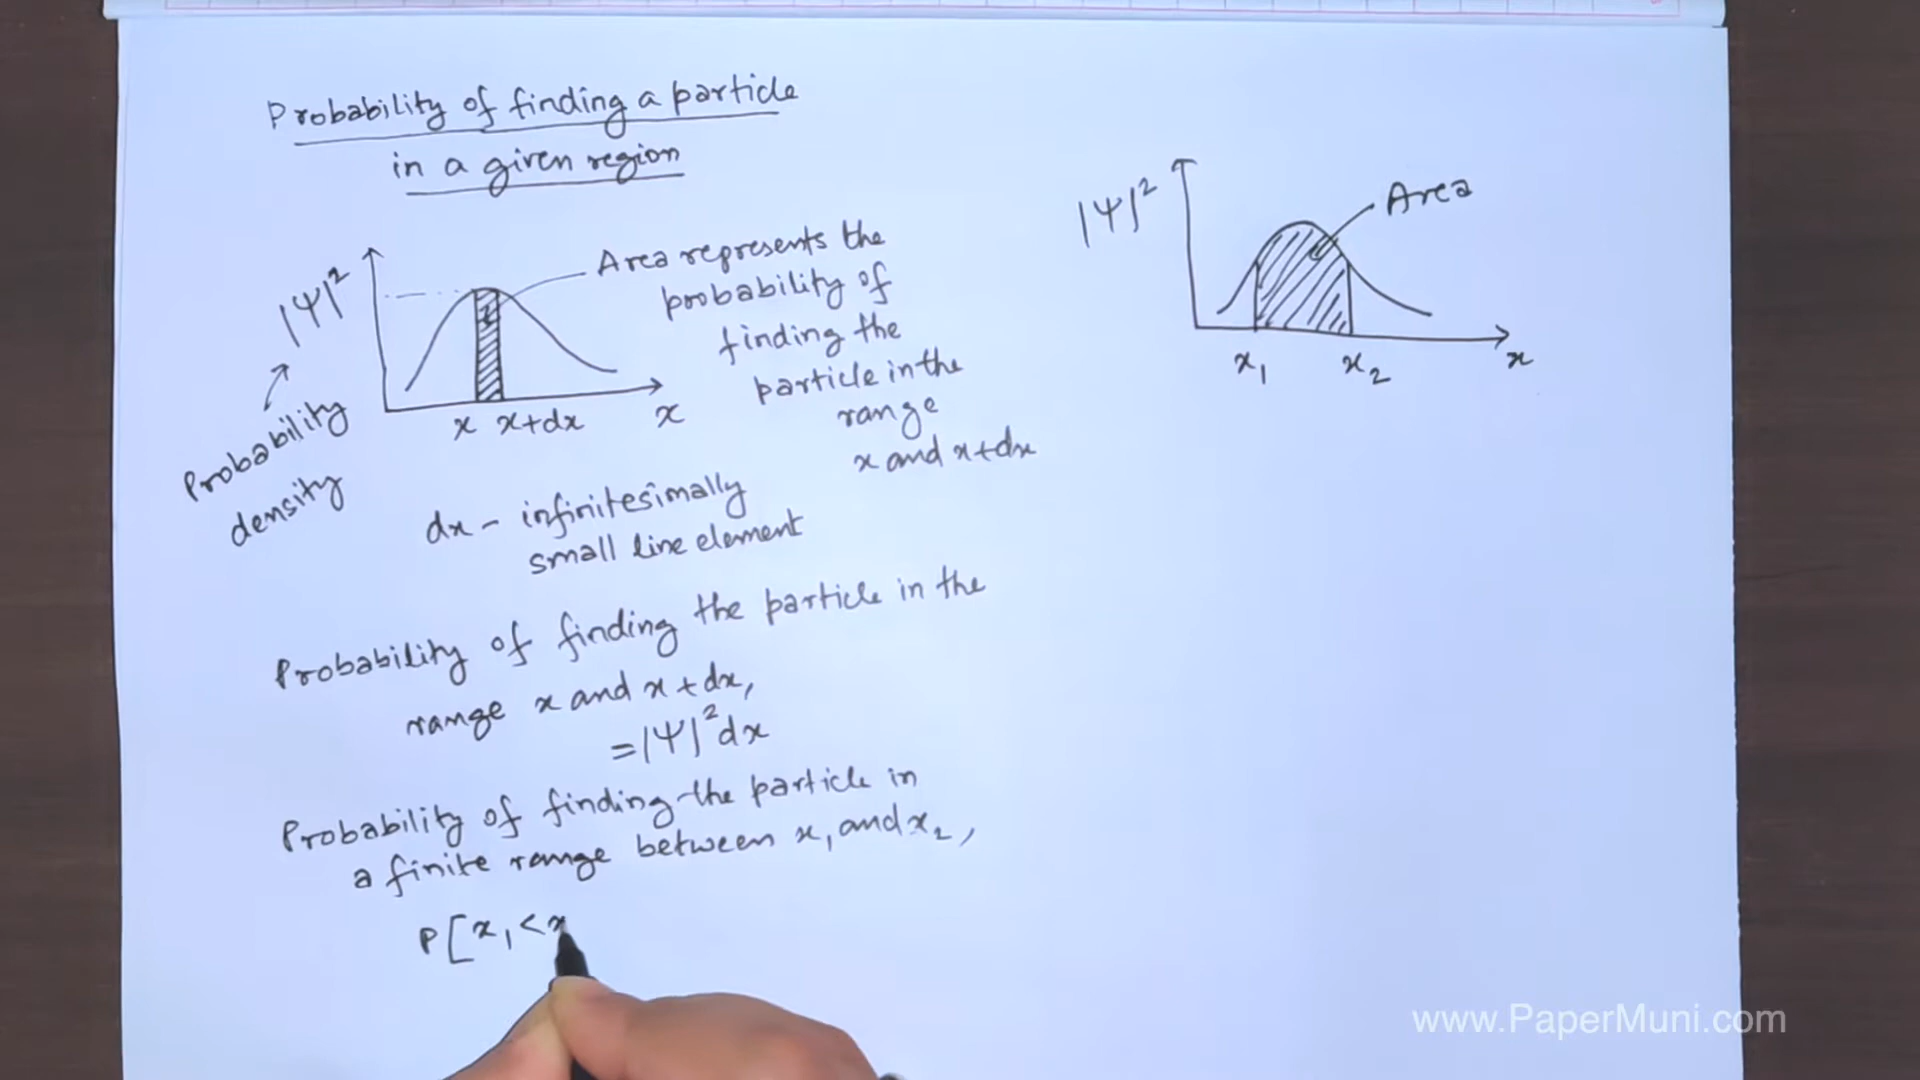 Probability of finding a particle
in a given region
|Ψ|²
Probability
density
x x+dx x
Area represents the
probability of
finding the
particle in the
range
x and x+dx
dx - infinitesimally
small line element
Probability of finding the particle in the
range x and x+dx,
=|Ψ|²dx
Probability of finding the particle in
a finite range between x₁ and x₂,
P[x₁<x
|Ψ|²
Area
x₁ x₂ x
www.PaperMuni.com